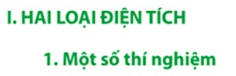 I. HAI LOẠI ĐIỆN TÍCH
1. Một số thí nghiệm